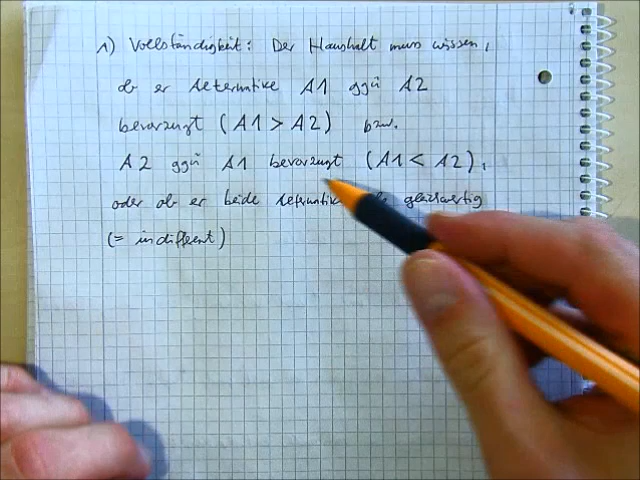 1) Vollständigkeit: Der Haushalt muss wissen,
ob er Alternative A1 ggü A2
bevorzugt (A1 > A2) bzw.
A2 ggü A1 bevorzugt (A1 < A2),
oder ob er beide Alternative gleichwertig
(= indifferent)